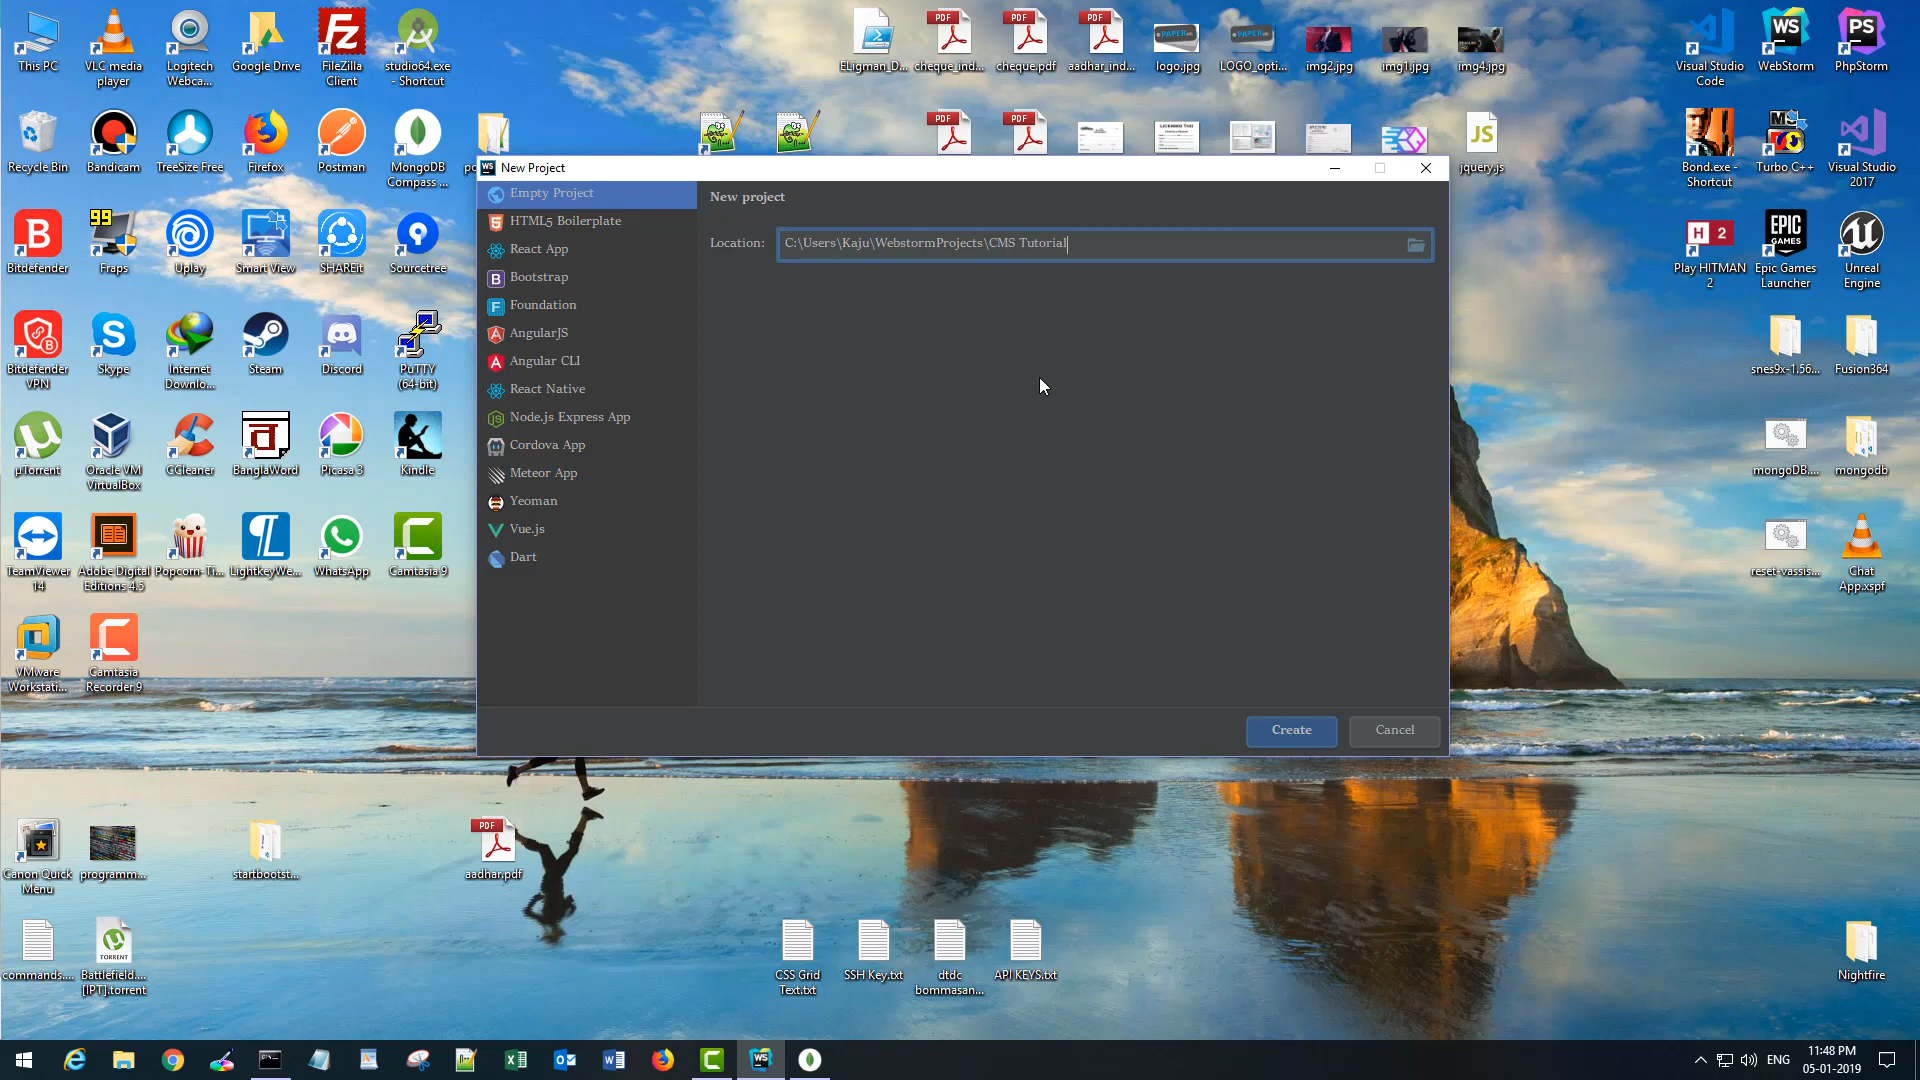 This PC
VLC media player
Logitech Webca...
Google Drive
FileZilla Client
studio64.exe - Shortcut
ELigman_D...
cheque_ind...
cheque.pdf
aadhar_ind...
logo.jpg
LOGO_opti...
img2.jpg
img1.jpg
img4.jpg
Visual Studio Code
WebStorm
PhpStorm
Recycle Bin
Bandicam
TreeSize Free
Firefox
Postman
MongoDB Compass ...
jquery.js
Bond.exe - Shortcut
Turbo C++
Visual Studio 2017
New Project
Empty Project
HTML5 Boilerplate
React App
Bootstrap
Foundation
AngularJS
Angular CLI
React Native
Node.js Express App
Cordova App
Meteor App
Yeoman
Vue.js
Dart
New project
Location:
C:\Users\Kaju\WebstormProjects\CMS Tutorial
Create
Cancel
Bitdefender
Fraps
Uplay
Smart View
SHAREit
Sourcetree
Play HITMAN 2
Epic Games Launcher
Unreal Engine
Bitdefender VPN
Skype
Internet Downlo...
Steam
Discord
PuTTY (64-bit)
snes9x-1.56...
Fusion364
µTorrent
Oracle VM VirtualBox
CCleaner
BanglaWord
Picasa 3
Kindle
mongoDB....
mongodb
TeamViewer 14
Adobe Digital Editions 4.5
Popcorn-Ti...
LightkeyWe...
WhatsApp
Camtasia 9
reset-vassis...
Chat App.xspf
VMware Workstati...
Camtasia Recorder 9
Canon Quick Menu
programm...
startbootst...
aadhar.pdf
commands....
Battlefield.... [IPT].torrent
CSS Grid Text.txt
SSH Key.txt
dtdc bommasan...
API KEYS.txt
Nightfire
ENG
11:48 PM
05-01-2019